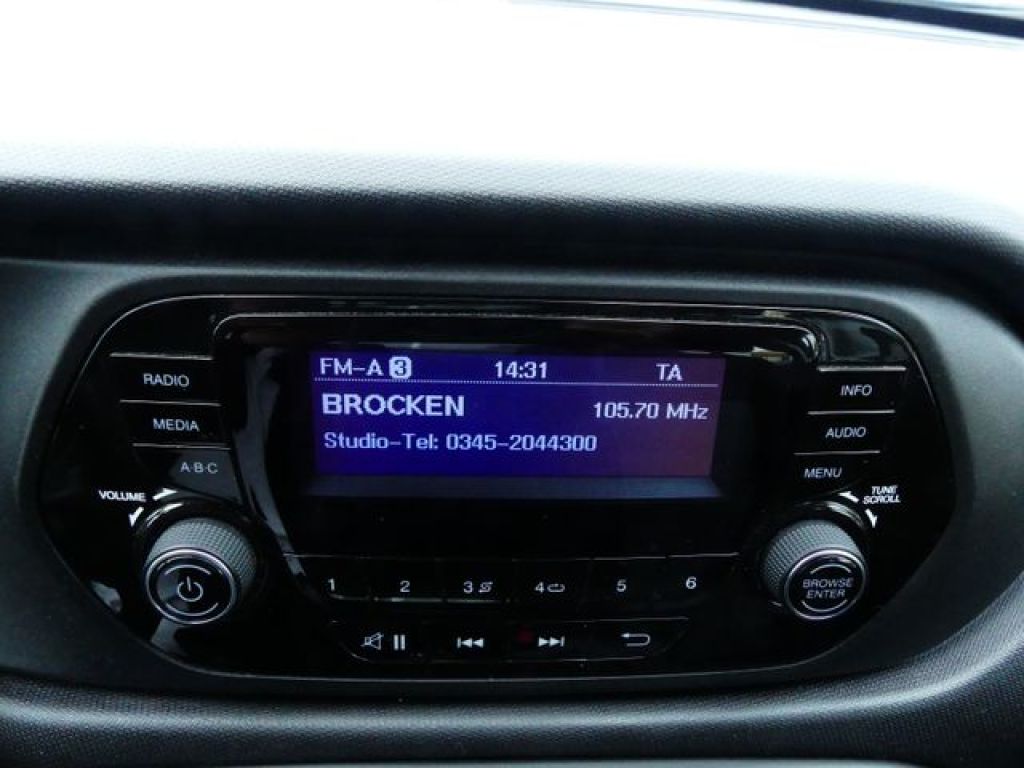 FM-A 3 14:31 TA
BROCKEN 105.70 MHz
Studio-Tel: 0345-2044300
RADIO
MEDIA
A·B·C
VOLUME
INFO
AUDIO
MENU
TUNE
SCROLL
BROWSE
ENTER
1 2 3 4 5 6